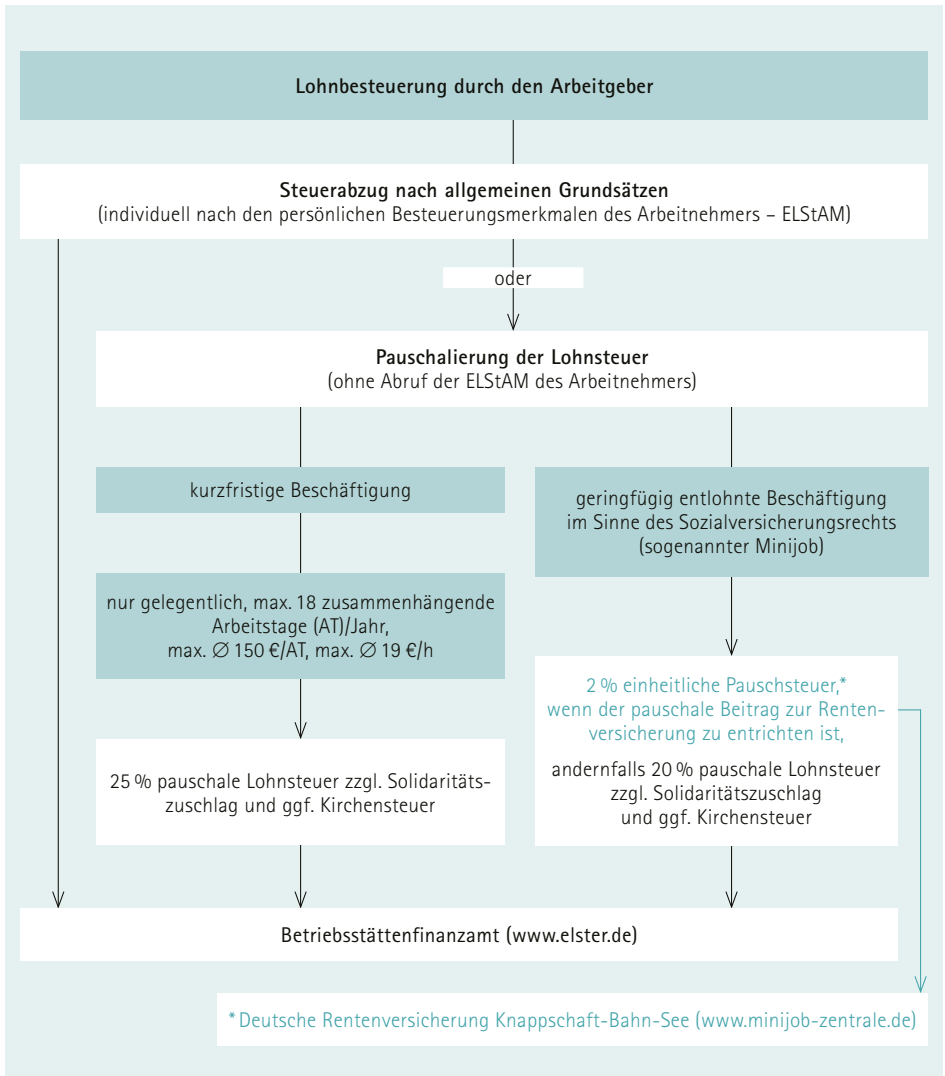 Lohnbesteuerung durch den Arbeitgeber
Steuerabzug nach allgemeinen Grundsätzen
(individuell nach den persönlichen Besteuerungsmerkmalen des Arbeitnehmers – ELStAM)
oder
Pauschalierung der Lohnsteuer
(ohne Abruf der ELStAM des Arbeitnehmers)
kurzfristige Beschäftigung
nur gelegentlich, max. 18 zusammenhängende
Arbeitstage (AT)/Jahr,
max. ∅ 150 €/AT, max. ∅ 19 €/h
25 % pauschale Lohnsteuer zzgl. Solidaritäts-
zuschlag und ggf. Kirchensteuer
geringfügig entlohnte Beschäftigung
im Sinne des Sozialversicherungsrechts
(sogenannter Minijob)
2 % einheitliche Pauschsteuer,*
wenn der pauschale Beitrag zur Renten-
versicherung zu entrichten ist,
andernfalls 20 % pauschale Lohnsteuer
zzgl. Solidaritätszuschlag
und ggf. Kirchensteuer
Betriebsstättenfinanzamt (www.elster.de)
* Deutsche Rentenversicherung Knappschaft-Bahn-See (www.minijob-zentrale.de)